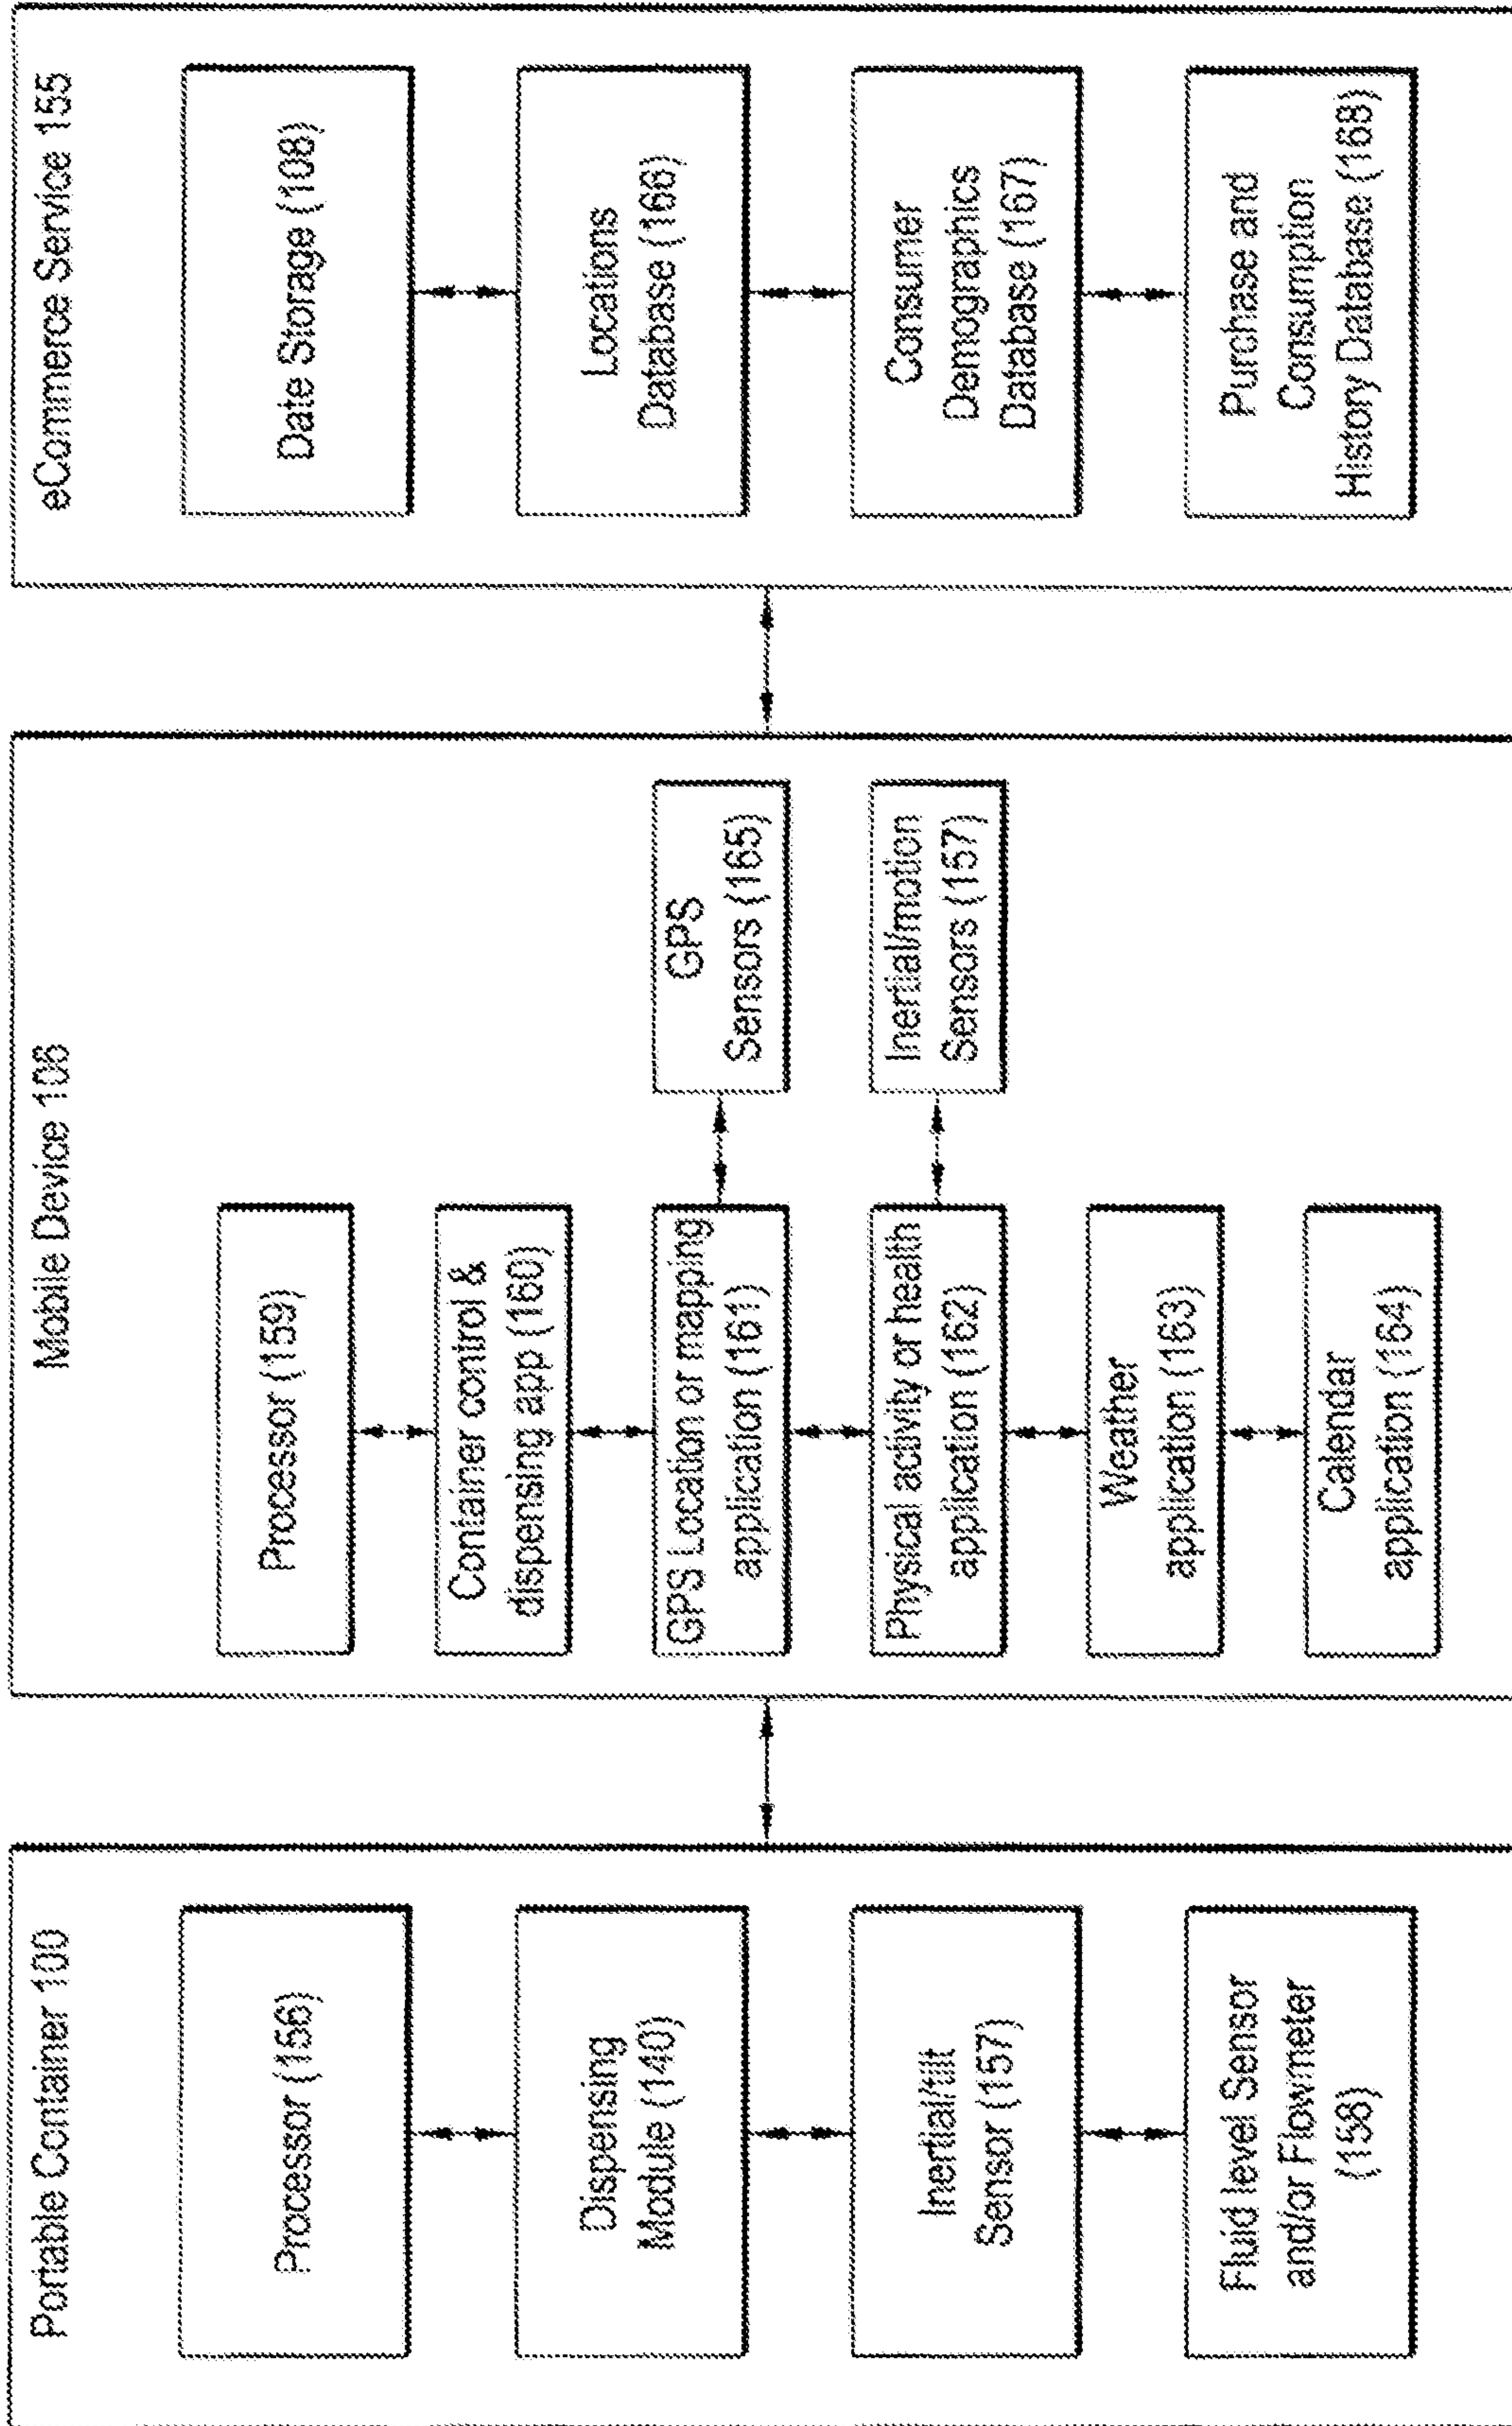 Portable Container 100
Processor (156)
Dispensing
Module (140)
Inertial/tilt
Sensor (157)
Fluid level Sensor
and/or Flowmeter
(158)
Mobile Device 106
Processor (159)
Container control &
dispensing app (160)
GPS Location or mapping
application (161)
GPS
Sensors (165)
Physical activity or health
application (162)
Inertial/motion
Sensors (157)
Weather
application (163)
Calendar
application (164)
eCommerce Service 155
Date Storage (108)
Locations
Database (166)
Consumer
Demographics
Database (167)
Purchase and
Consumption
History Database (168)